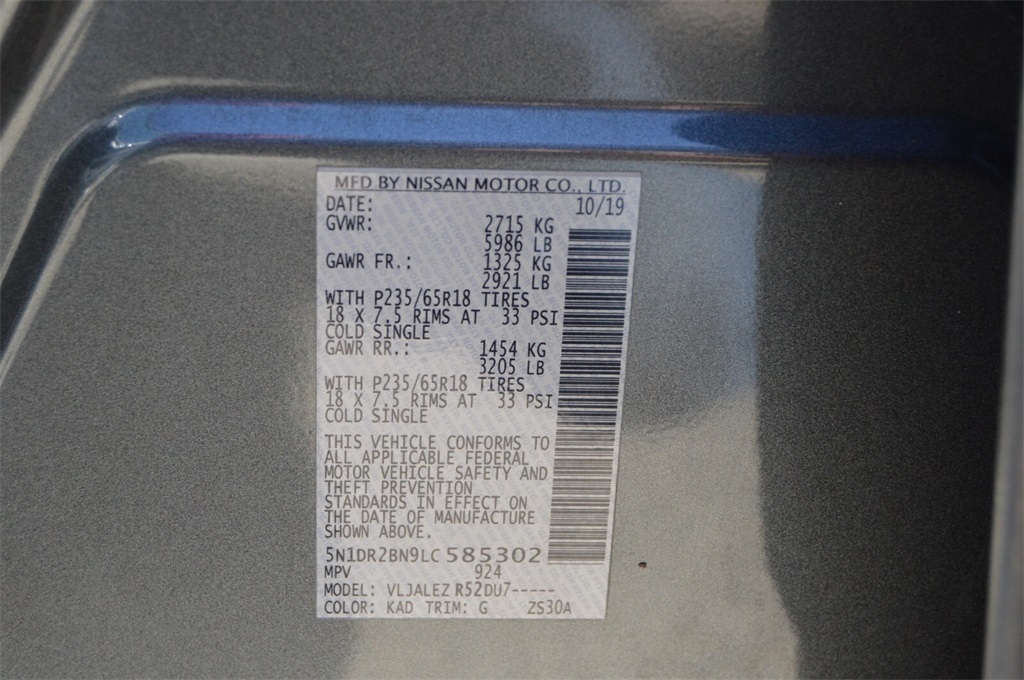 MFD BY NISSAN MOTOR CO., LTD.
DATE: 10/19
GVWR: 2715 KG
5986 LB
GAWR FR.: 1325 KG
2921 LB
WITH P235/65R18 TIRES
18 X 7.5 RIMS AT 33 PSI
COLD SINGLE
GAWR RR.: 1454 KG
3205 LB
WITH P235/65R18 TIRES
18 X 7.5 RIMS AT 33 PSI
COLD SINGLE
THIS VEHICLE CONFORMS TO
ALL APPLICABLE FEDERAL
MOTOR VEHICLE SAFETY AND
THEFT PREVENTION
STANDARDS IN EFFECT ON
THE DATE OF MANUFACTURE
SHOWN ABOVE.
5N1DR2BN9LC585302
MPV 924
MODEL: VLJALEZ R52DU7-----
COLOR: KAD TRIM: G ZS30A